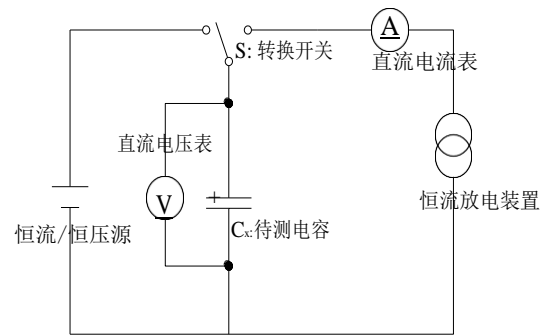 A
S: 转换开关
直流电流表
直流电压表
V
+
恒流放电装置
恒流/恒压源
Cx:待测电容